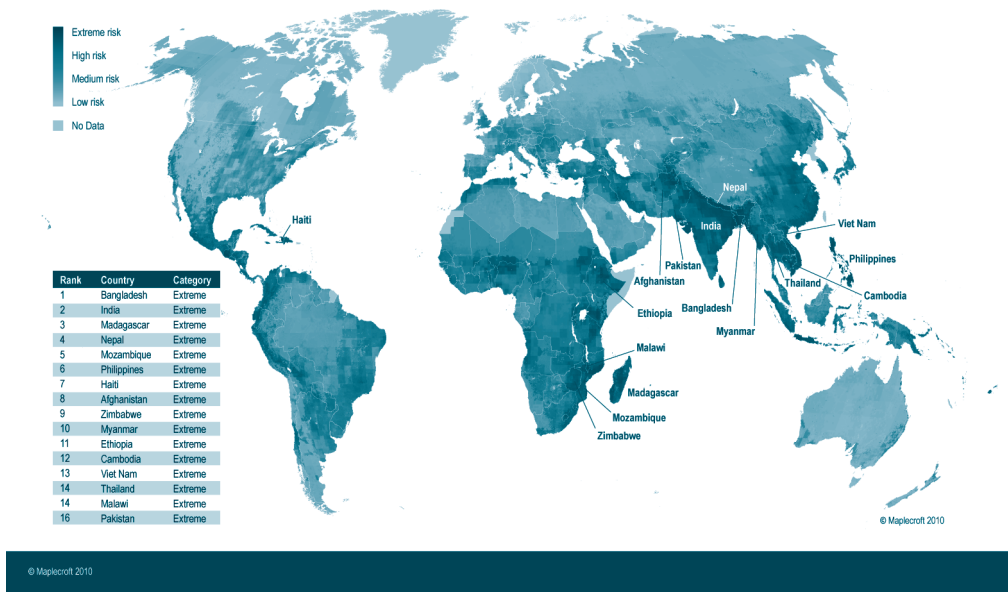 Extreme risk
High risk
Medium risk
Low risk
No Data
Haiti
Nepal
India
Viet Nam
Philippines
Pakistan
Thailand
Afghanistan
Cambodia
Ethiopia
Bangladesh
Myanmar
Malawi
Madagascar
Mozambique
Zimbabwe
Rank Country Category
1 Bangladesh Extreme
2 India Extreme
3 Madagascar Extreme
4 Nepal Extreme
5 Mozambique Extreme
6 Philippines Extreme
7 Haiti Extreme
8 Afghanistan Extreme
9 Zimbabwe Extreme
10 Myanmar Extreme
11 Ethiopia Extreme
12 Cambodia Extreme
13 Viet Nam Extreme
14 Thailand Extreme
14 Malawi Extreme
16 Pakistan Extreme
© Maplecroft 2010
© Maplecroft 2010